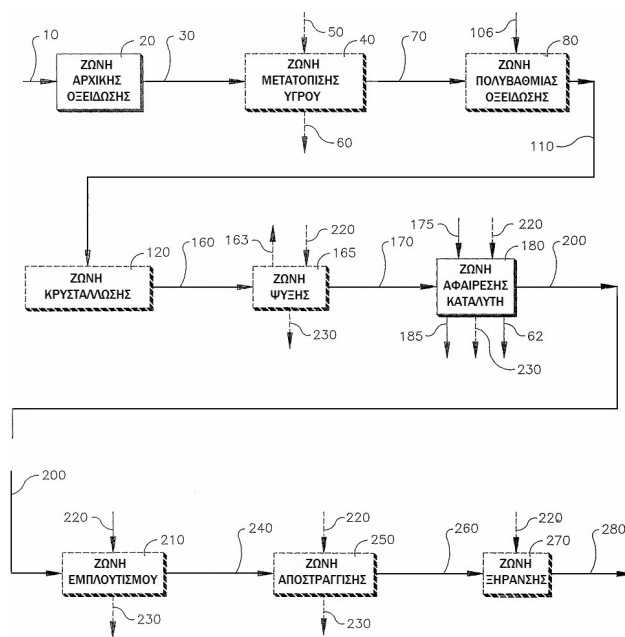 10
20
30
50
40
70
106
80
ΖΩΝΗ
ΑΡΧΙΚΗΣ
ΟΞΕΙΔΩΣΗΣ
ΖΩΝΗ
ΜΕΤΑΤΟΠΙΣΗΣ
ΥΓΡΟΥ
ΖΩΝΗ
ΠΟΛΥΒΑΘΜΙΑΣ
ΟΞΕΙΔΩΣΗΣ
60
110
120
160
163
220
165
170
175
220
180
200
ΖΩΝΗ
ΚΡΥΣΤΑΛΛΩΣΗΣ
ΖΩΝΗ
ΨΥΞΗΣ
ΖΩΝΗ
ΑΦΑΙΡΕΣΗΣ
ΚΑΤΑΛΥΤΗ
230
185
230
62
200
220
210
240
220
250
260
220
270
280
ΖΩΝΗ
ΕΜΠΛΟΥΤΙΣΜΟΥ
ΖΩΝΗ
ΑΠΟΣΤΡΑΓΓΙΣΗΣ
ΖΩΝΗ
ΞΗΡΑΝΣΗΣ
230
230